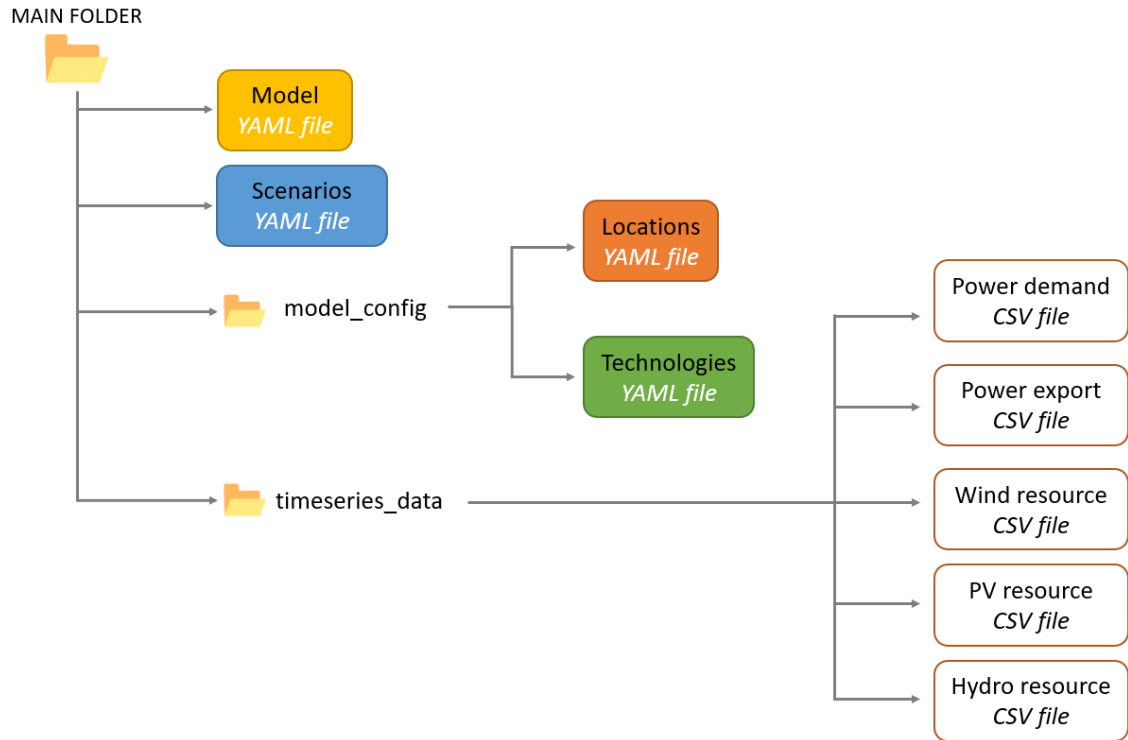 MAIN FOLDER
Model
YAML file
Scenarios
YAML file
model_config
Locations
YAML file
Technologies
YAML file
timeseries_data
Power demand
CSV file
Power export
CSV file
Wind resource
CSV file
PV resource
CSV file
Hydro resource
CSV file